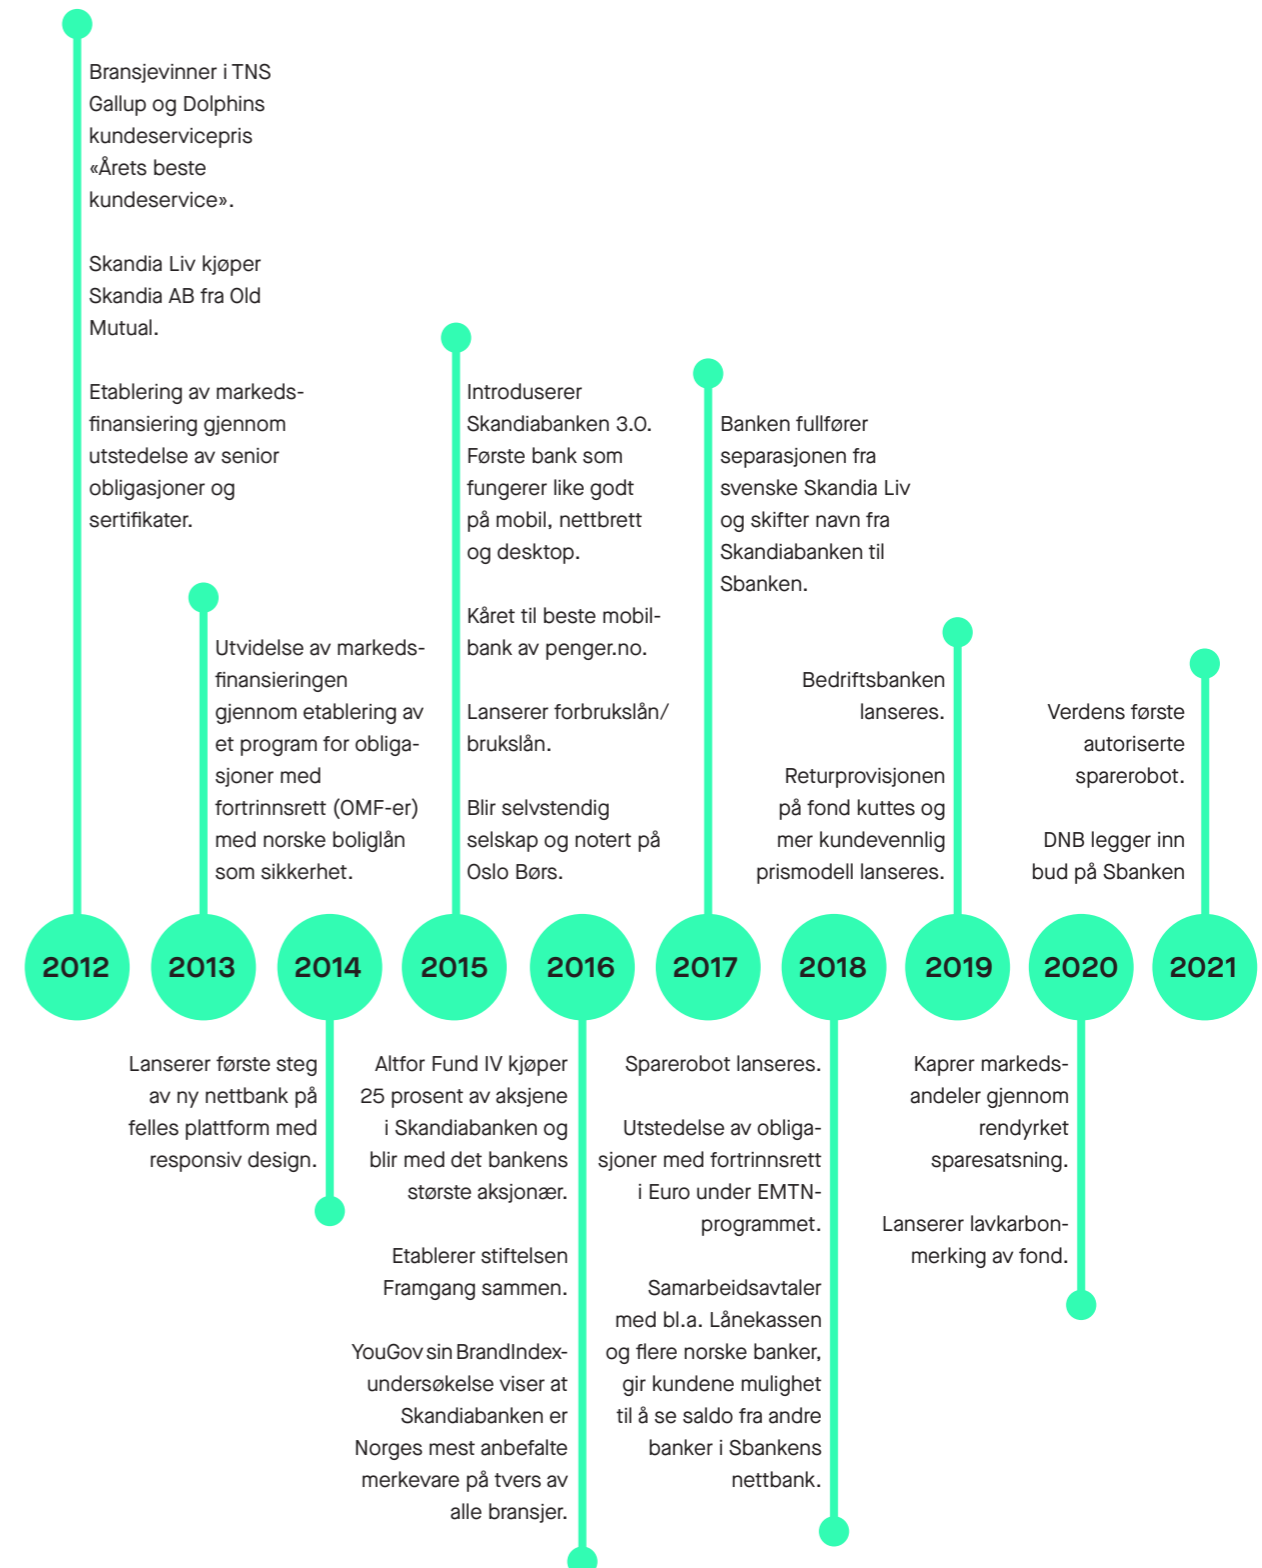 Bransjevinner i TNS
Gallup og Dolphins
kundeservicepris
«Årets beste
kundeservice».
Skandia Liv kjøper
Skandia AB fra Old
Mutual.
Etablering av markeds-
finansiering gjennom
utstedelse av senior
obligasjoner og
sertifikater.
Utvidelse av markeds-
finansieringen
gjennom etablering av
et program for obliga-
sjoner med
fortrinnsrett (OMF-er)
med norske boliglån
som sikkerhet.
Introduserer
Skandiabanken 3.0.
Første bank som
fungerer like godt
på mobil, nettbrett
og desktop.
Kåret til beste mobil-
bank av penger.no.
Lanserer forbrukslån/
brukslån.
Blir selvstendig
selskap og notert på
Oslo Børs.
Banken fullfører
separasjonen fra
svenske Skandia Liv
og skifter navn fra
Skandiabanken til
Sbanken.
Bedriftsbanken
lanseres.
Returprovisjonen
på fond kuttes og
mer kundevennlig
prismodell lanseres.
Verdens første
autoriserte
sparerobot.
DNB legger inn
bud på Sbanken
2012 2013 2014 2015 2016 2017 2018 2019 2020 2021
Lanserer første steg
av ny nettbank på
felles plattform med
responsiv design.
Altfor Fund IV kjøper
25 prosent av aksjene
i Skandiabanken og
blir med det bankens
største aksjonær.
Etablerer stiftelsen
Framgang sammen.
YouGov sin BrandIndex-
undersøkelse viser at
Skandiabanken er
Norges mest anbefalte
merkevare på tvers av
alle bransjer.
Sparerobot lanseres.
Utstedelse av obliga-
sjoner med fortrinnsrett
i Euro under EMTN-
programmet.
Samarbeidsavtaler
med bl.a. Lånekassen
og flere norske banker,
gir kundene mulighet
til å se saldo fra andre
banker i Sbankens
nettbank.
Kaprer markeds-
andeler gjennom
rendyrket
sparesatsning.
Lanserer lavkarbon-
merking av fond.